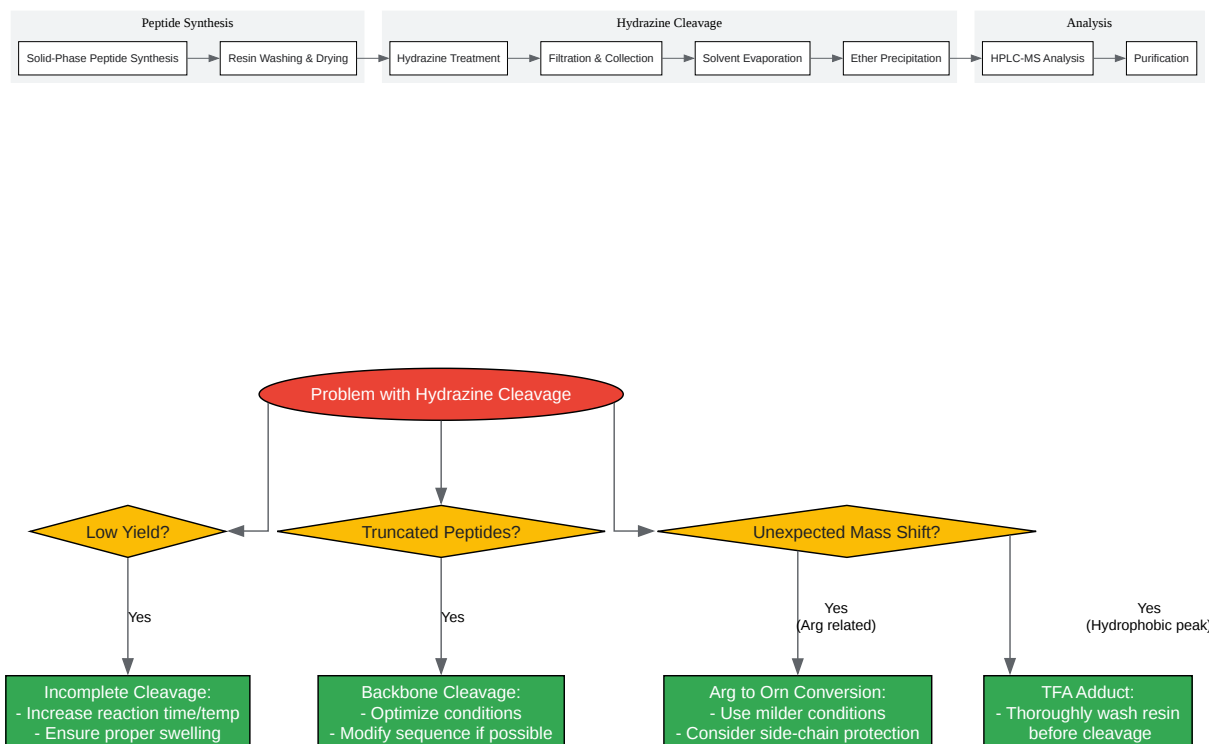 Peptide Synthesis
Hydrazine Cleavage
Analysis
Solid-Phase Peptide Synthesis
Resin Washing & Drying
Hydrazine Treatment
Filtration & Collection
Solvent Evaporation
Ether Precipitation
HPLC-MS Analysis
Purification
Problem with Hydrazine Cleavage
Low Yield?
Truncated Peptides?
Unexpected Mass Shift?
Yes
Yes
Yes
(Arg related)
Yes
(Hydrophobic peak)
Incomplete Cleavage:
- Increase reaction time/temp
- Ensure proper swelling
Backbone Cleavage:
- Optimize conditions
- Modify sequence if possible
Arg to Orn Conversion:
- Use milder conditions
- Consider side-chain protection
TFA Adduct:
- Thoroughly wash resin
before cleavage